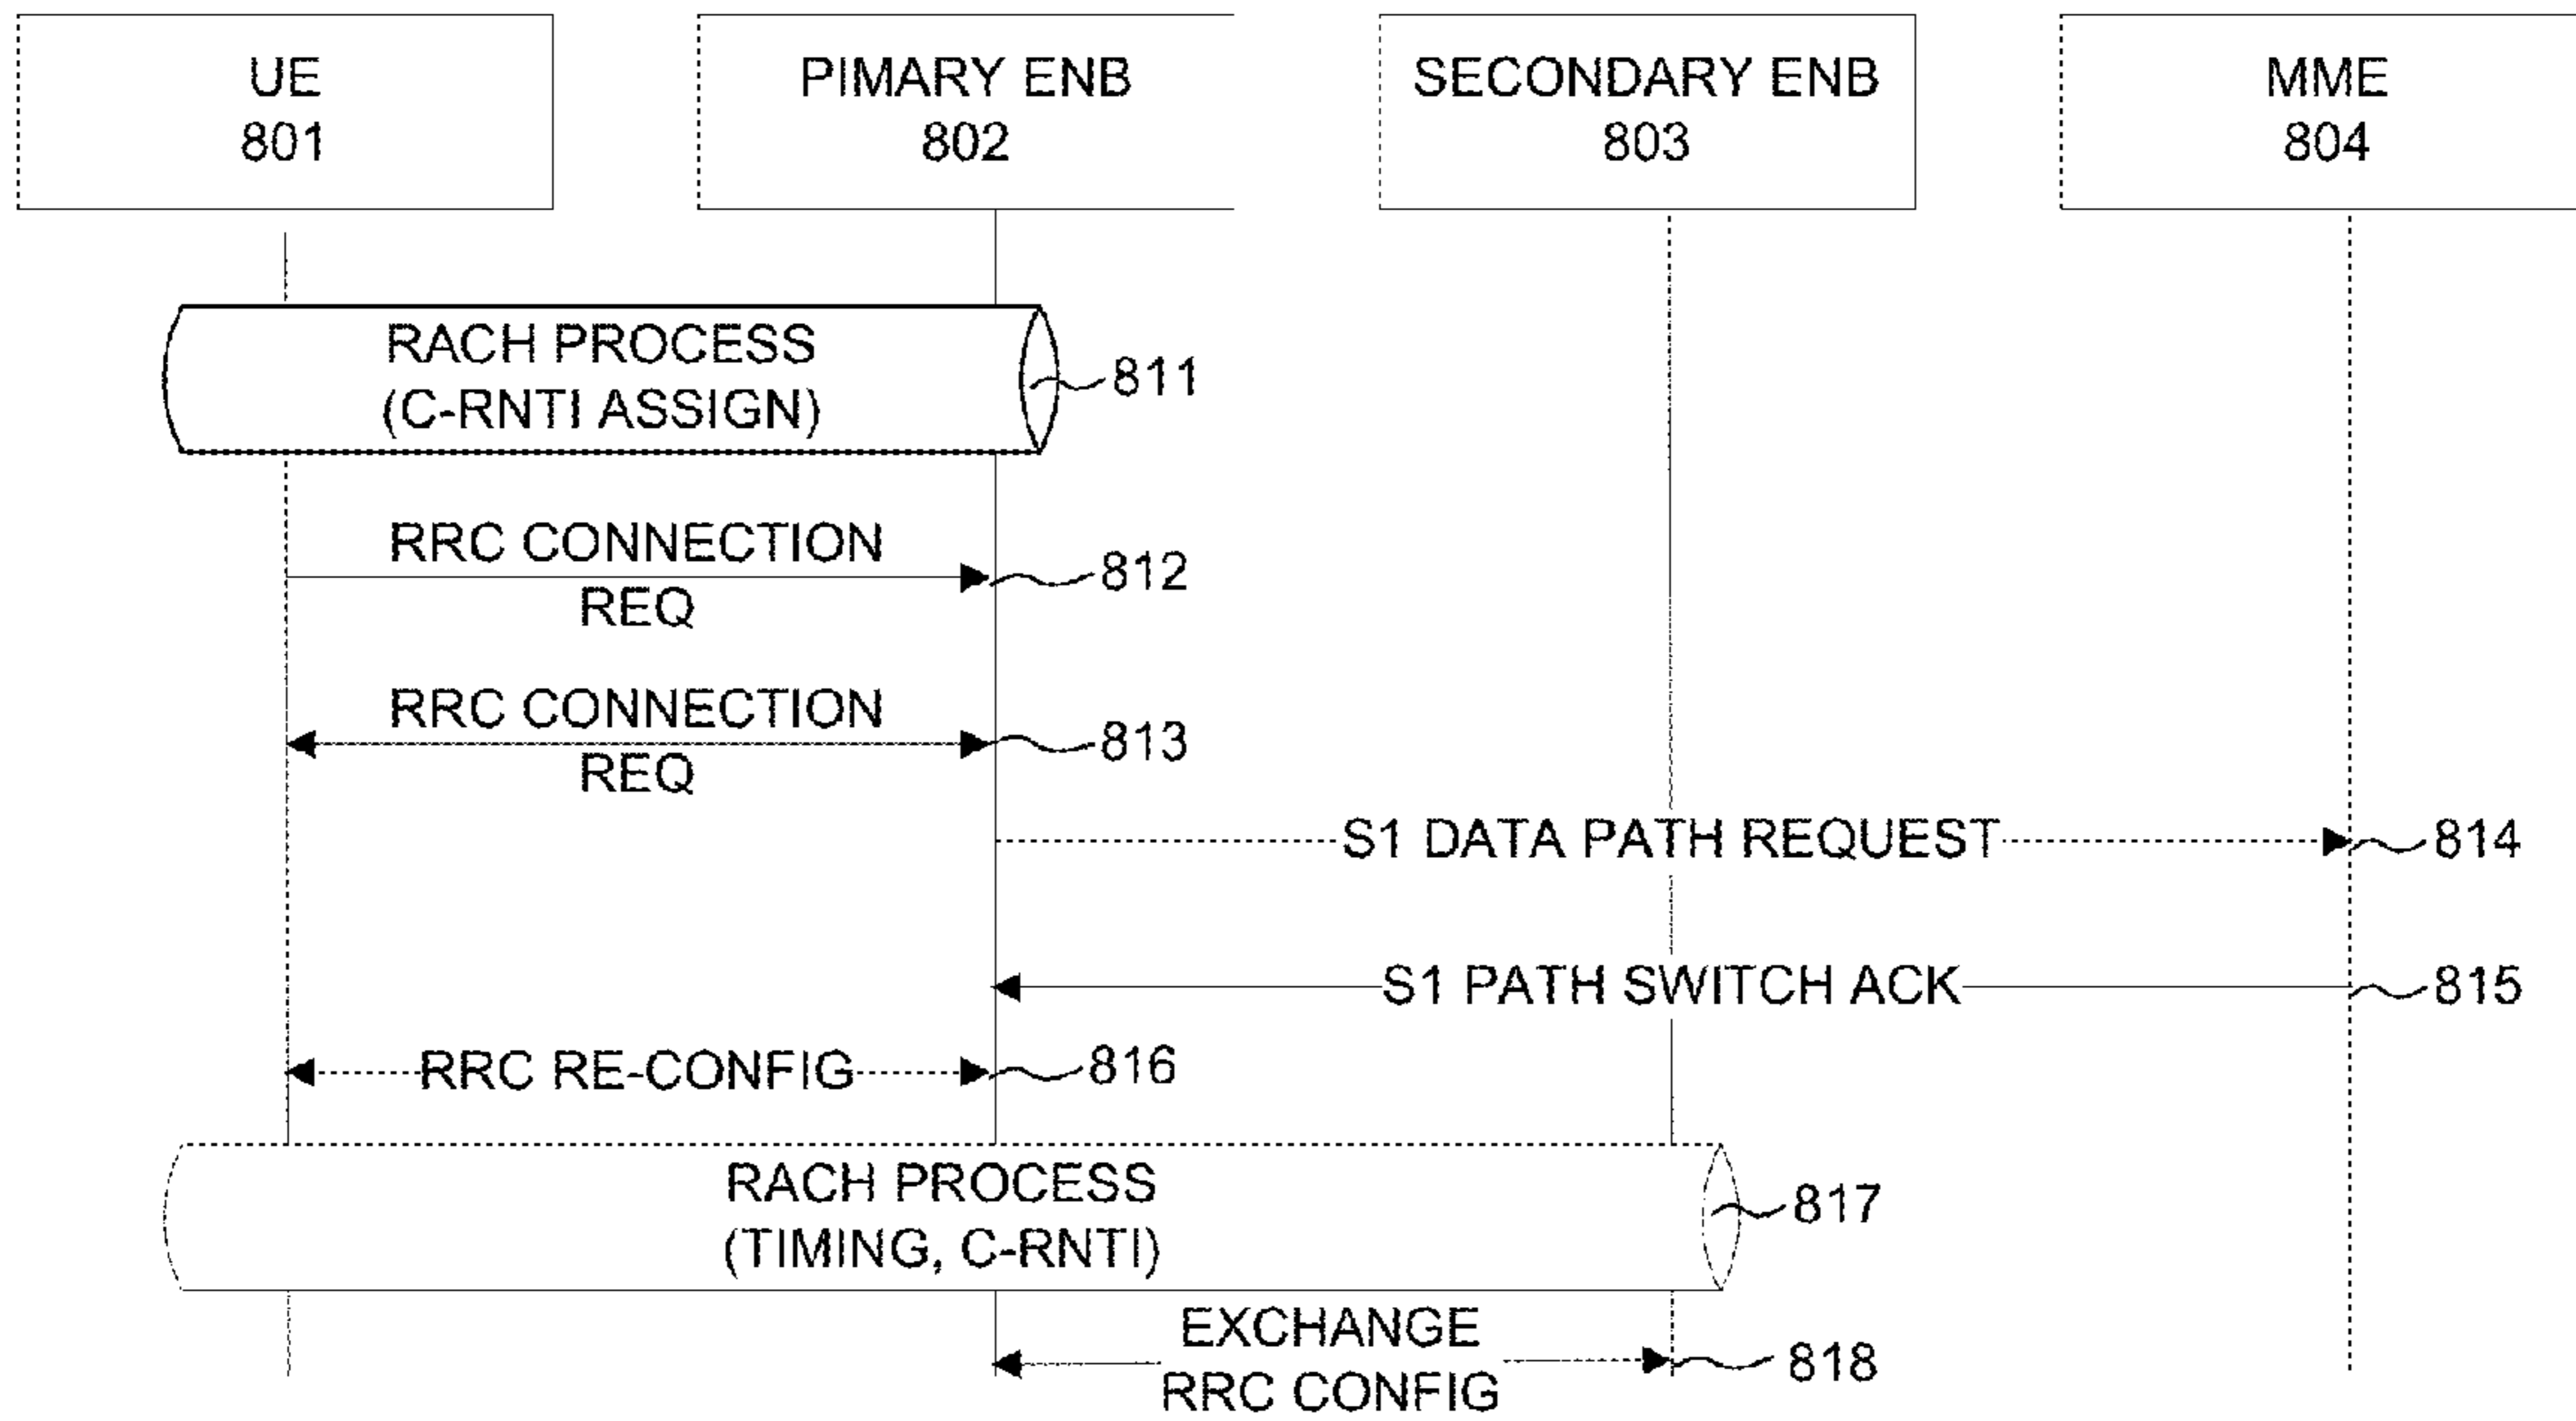 UE
801
PIMARY ENB
802
SECONDARY ENB
803
MME
804
RACH PROCESS
(C-RNTI ASSIGN)
811
RRC CONNECTION
REQ
812
RRC CONNECTION
REQ
813
S1 DATA PATH REQUEST
814
S1 PATH SWITCH ACK
815
RRC RE-CONFIG
816
RACH PROCESS
(TIMING, C-RNTI)
817
EXCHANGE
RRC CONFIG
818